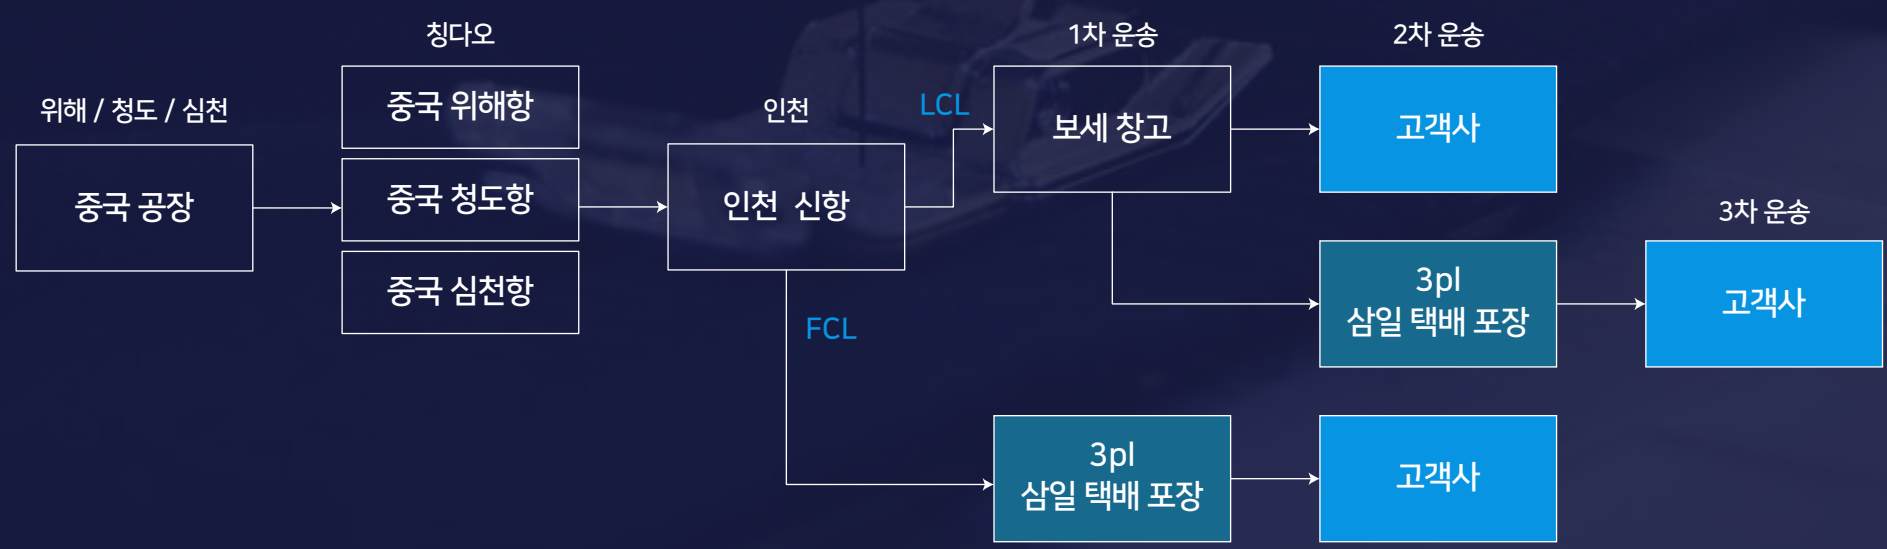 위해 / 청도 / 심천
중국 공장
칭다오
중국 위해항
중국 청도항
중국 심천항
인천
인천 신항
LCL
FCL
1차 운송
보세 창고
2차 운송
고객사
3pl
삼일 택배 포장
3차 운송
고객사
3pl
삼일 택배 포장
고객사